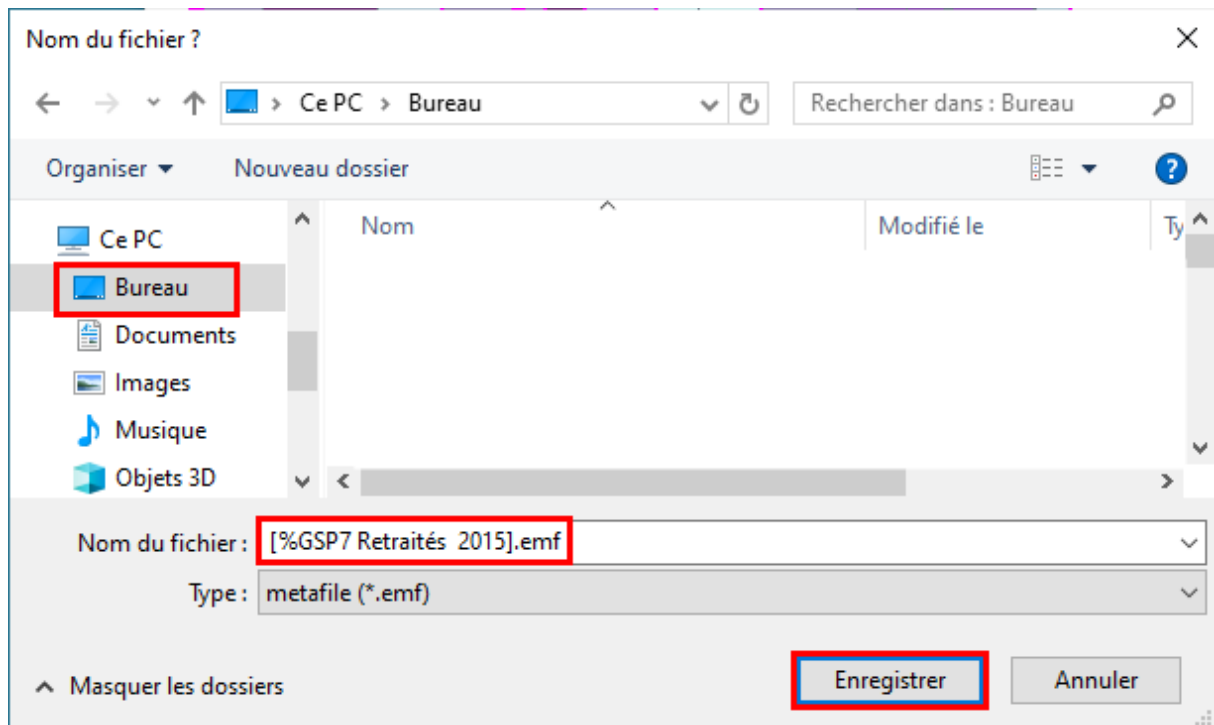 Nom du fichier ?
Ce PC > Bureau
Rechercher dans : Bureau
Organiser
Nouveau dossier
?
Nom
Modifié le
Ty
Ce PC
Bureau
Documents
Images
Musique
Objets 3D
Nom du fichier : [%GSP7 Retraités  2015].emf
Type : metafile (*.emf)
Masquer les dossiers
Enregistrer
Annuler